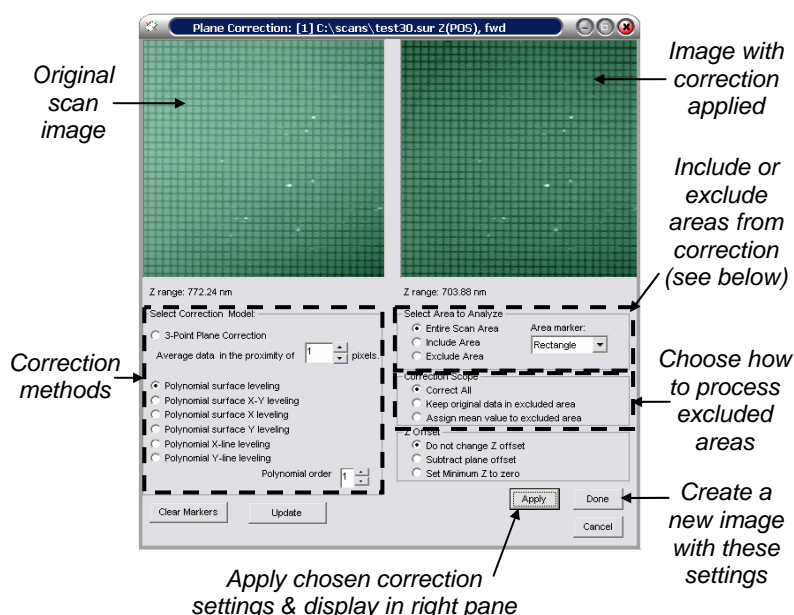 Plane Correction: [1] C:\scans\test30.sur Z(POS), fwd
Original
scan
image
Image with
correction
applied
Include or
exclude
areas from
correction
(see below)
Z range: 772.24 nm
Z range: 703.88 nm
Select Correction Model:
3-Point Plane Correction
Average data in the proximity of 1 pixels.
Polynomial surface leveling
Polynomial surface X-Y leveling
Polynomial surface X leveling
Polynomial surface Y leveling
Polynomial X-line leveling
Polynomial Y-line leveling
Polynomial order 1
Correction
methods
Select Area to Analyze
Entire Scan Area
Include Area
Exclude Area
Area marker:
Rectangle
Correction Scope
Correct All
Keep original data in excluded area
Assign mean value to excluded area
Choose how
to process
excluded
areas
Z Offset
Do not change Z offset
Subtract plane offset
Set Minimum Z to zero
Clear Markers
Update
Apply
Done
Cancel
Create a
new image
with these
settings
Apply chosen correction
settings & display in right pane